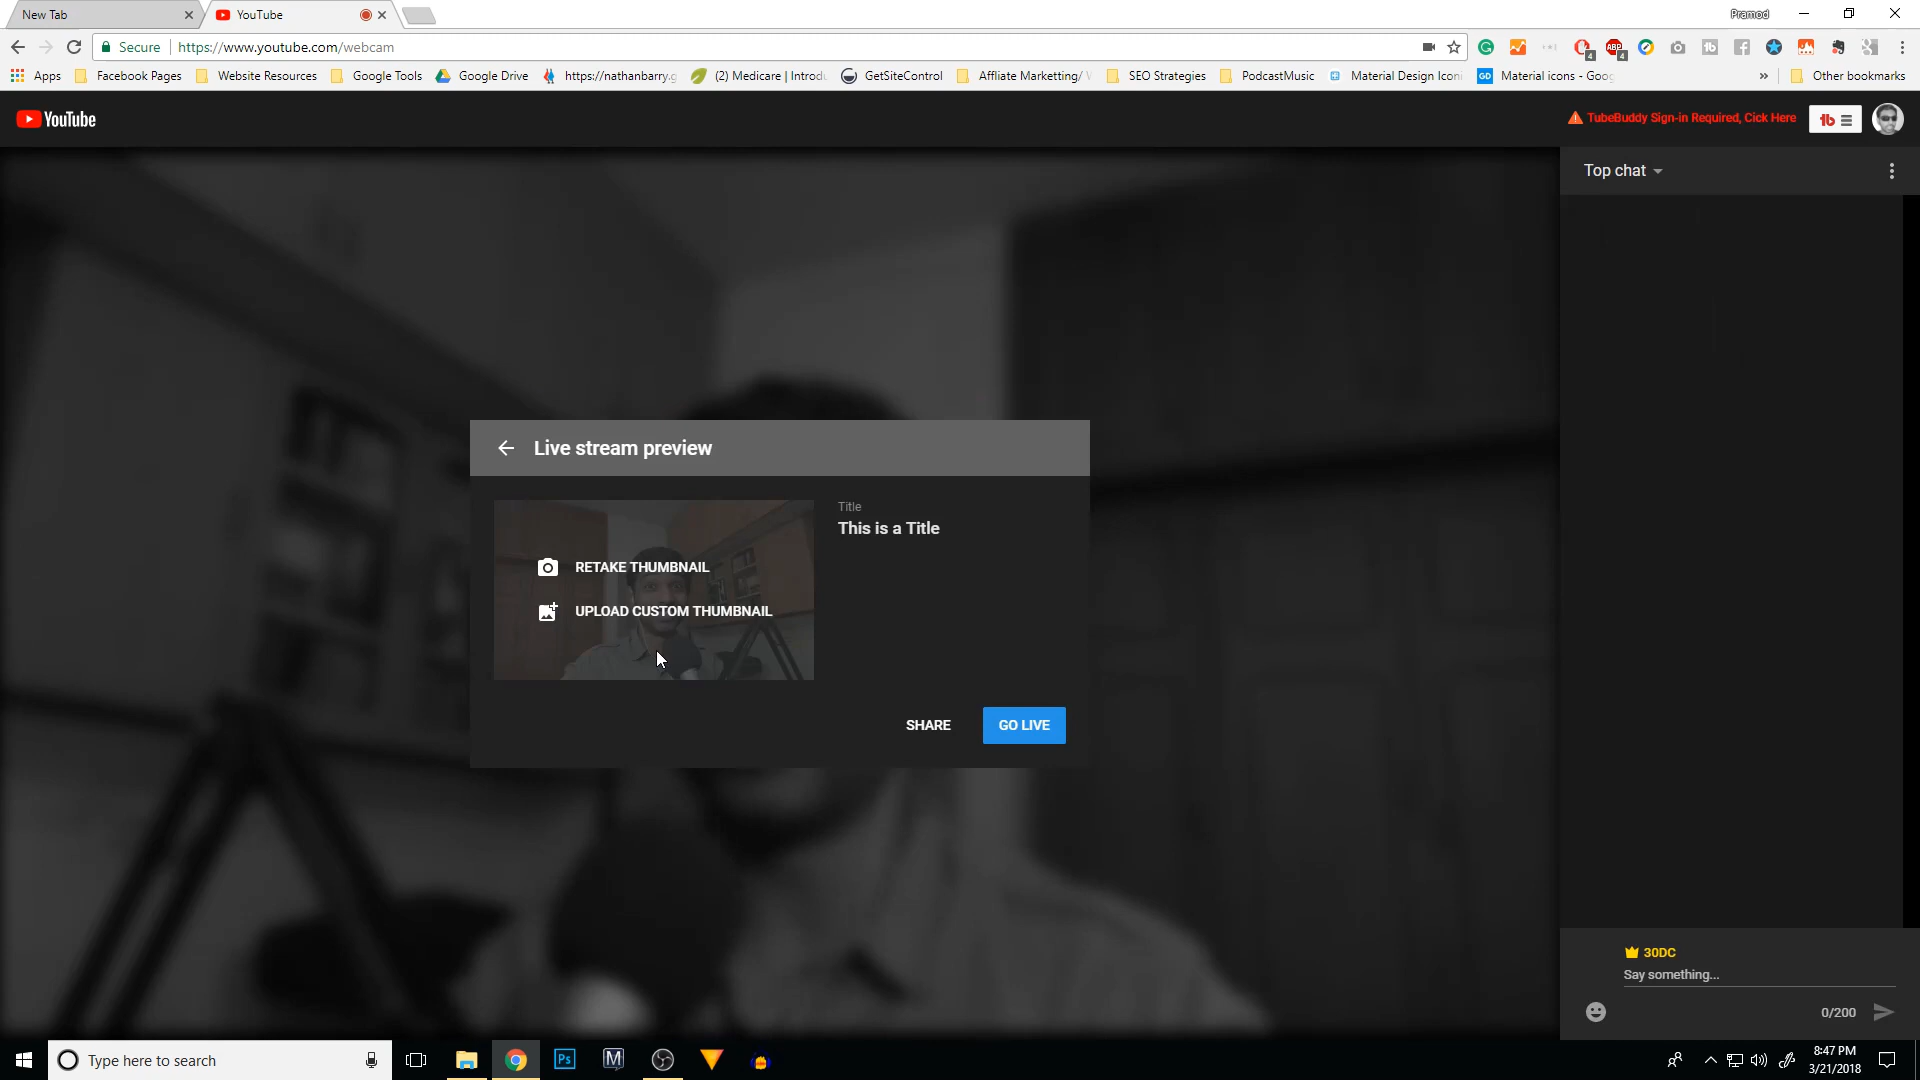 New Tab
YouTube
Pramod
Secure
https://www.youtube.com/webcam
Apps
Facebook Pages
Website Resources
Google Tools
Google Drive
https://nathanbarry.g
(2) Medicare | Introdu
GetSiteControl
Affliate Marketting/
SEO Strategies
PodcastMusic
Material Design Icon
Material icons - Goo
Other bookmarks
YouTube
TubeBuddy Sign-in Required, Cick Here
Top chat
Live stream preview
Title
This is a Title
RETAKE THUMBNAIL
UPLOAD CUSTOM THUMBNAIL
SHARE
GO LIVE
30DC
Say something...
0/200
Type here to search
8:47 PM
3/21/2018